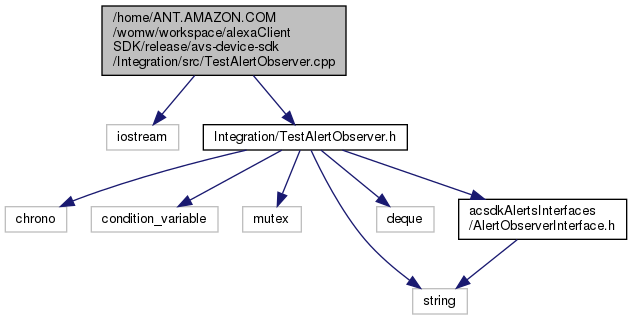 /home/ANT.AMAZON.COM
/womw/workspace/alexaClient
SDK/release/avs-device-sdk
/Integration/src/TestAlertObserver.cpp
iostream
Integration/TestAlertObserver.h
chrono
condition_variable
mutex
deque
acsdkAlertsInterfaces
/AlertObserverInterface.h
string